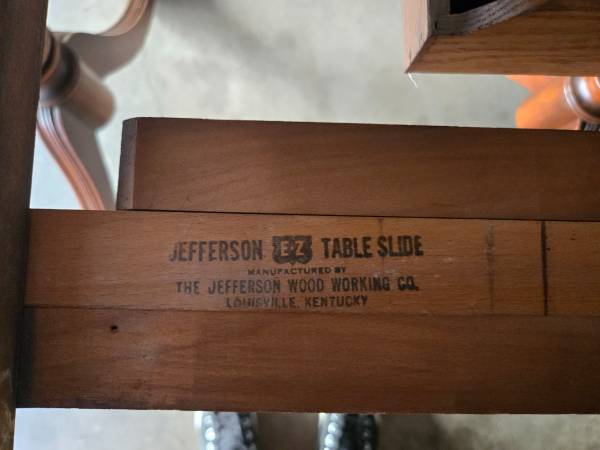 JEFFERSON E-Z TABLE SLIDE
MANUFACTURED BY
THE JEFFERSON WOOD WORKING CO.
LOUISVILLE, KENTUCKY